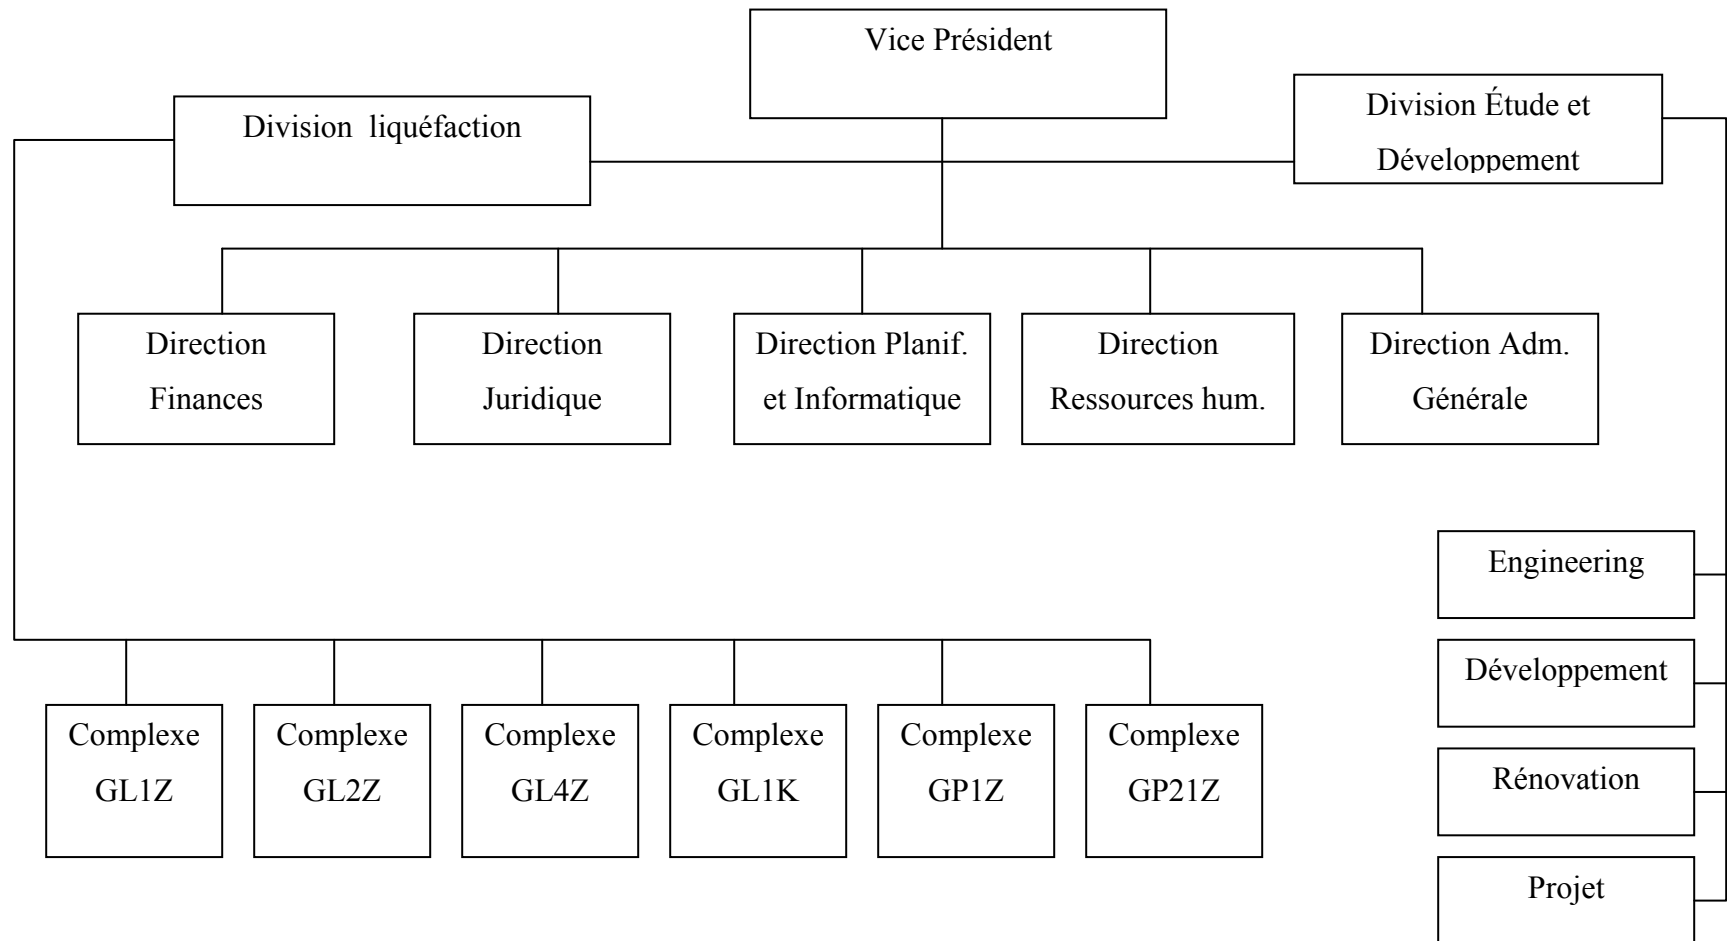 Vice Président
Division liquéfaction
Division Étude et
Développement
Direction
Finances
Direction
Juridique
Direction Planif.
et Informatique
Direction
Ressources hum.
Direction Adm.
Générale
Engineering
Développement
Rénovation
Projet
Complexe
GL1Z
Complexe
GL2Z
Complexe
GL4Z
Complexe
GL1K
Complexe
GP1Z
Complexe
GP21Z